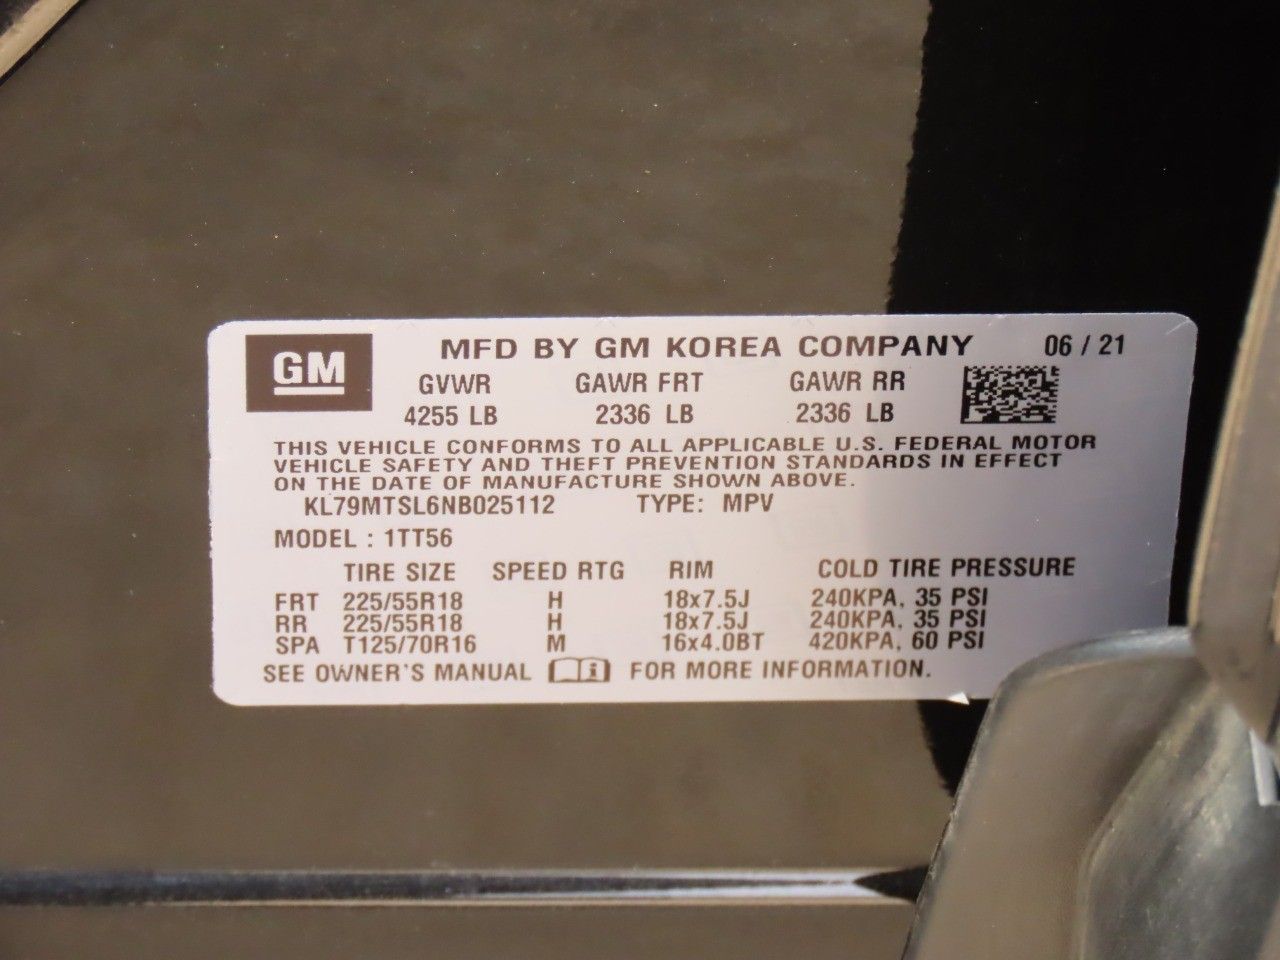 GM
MFD BY GM KOREA COMPANY 06 / 21
GVWR GAWR FRT GAWR RR
4255 LB 2336 LB 2336 LB
THIS VEHICLE CONFORMS TO ALL APPLICABLE U.S. FEDERAL MOTOR
VEHICLE SAFETY AND THEFT PREVENTION STANDARDS IN EFFECT
ON THE DATE OF MANUFACTURE SHOWN ABOVE.
KL79MTSL6NB025112 TYPE: MPV
MODEL : 1TT56
TIRE SIZE SPEED RTG RIM COLD TIRE PRESSURE
FRT 225/55R18 H 18x7.5J 240KPA, 35 PSI
RR 225/55R18 H 18x7.5J 240KPA, 35 PSI
SPA T125/70R16 M 16x4.0BT 420KPA, 60 PSI
SEE OWNER'S MANUAL i FOR MORE INFORMATION.